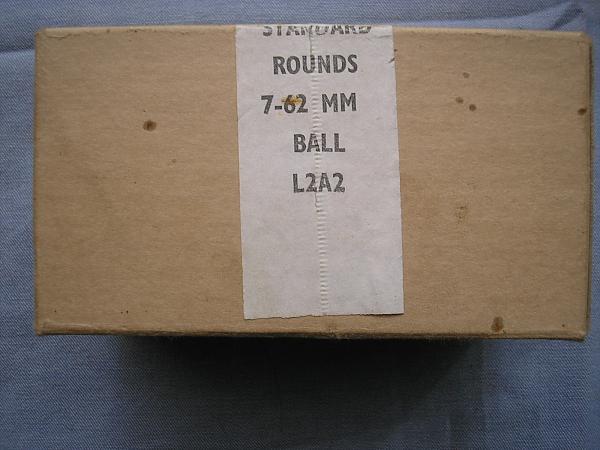 STANDARD
ROUNDS
7-62 MM
BALL
L2A2